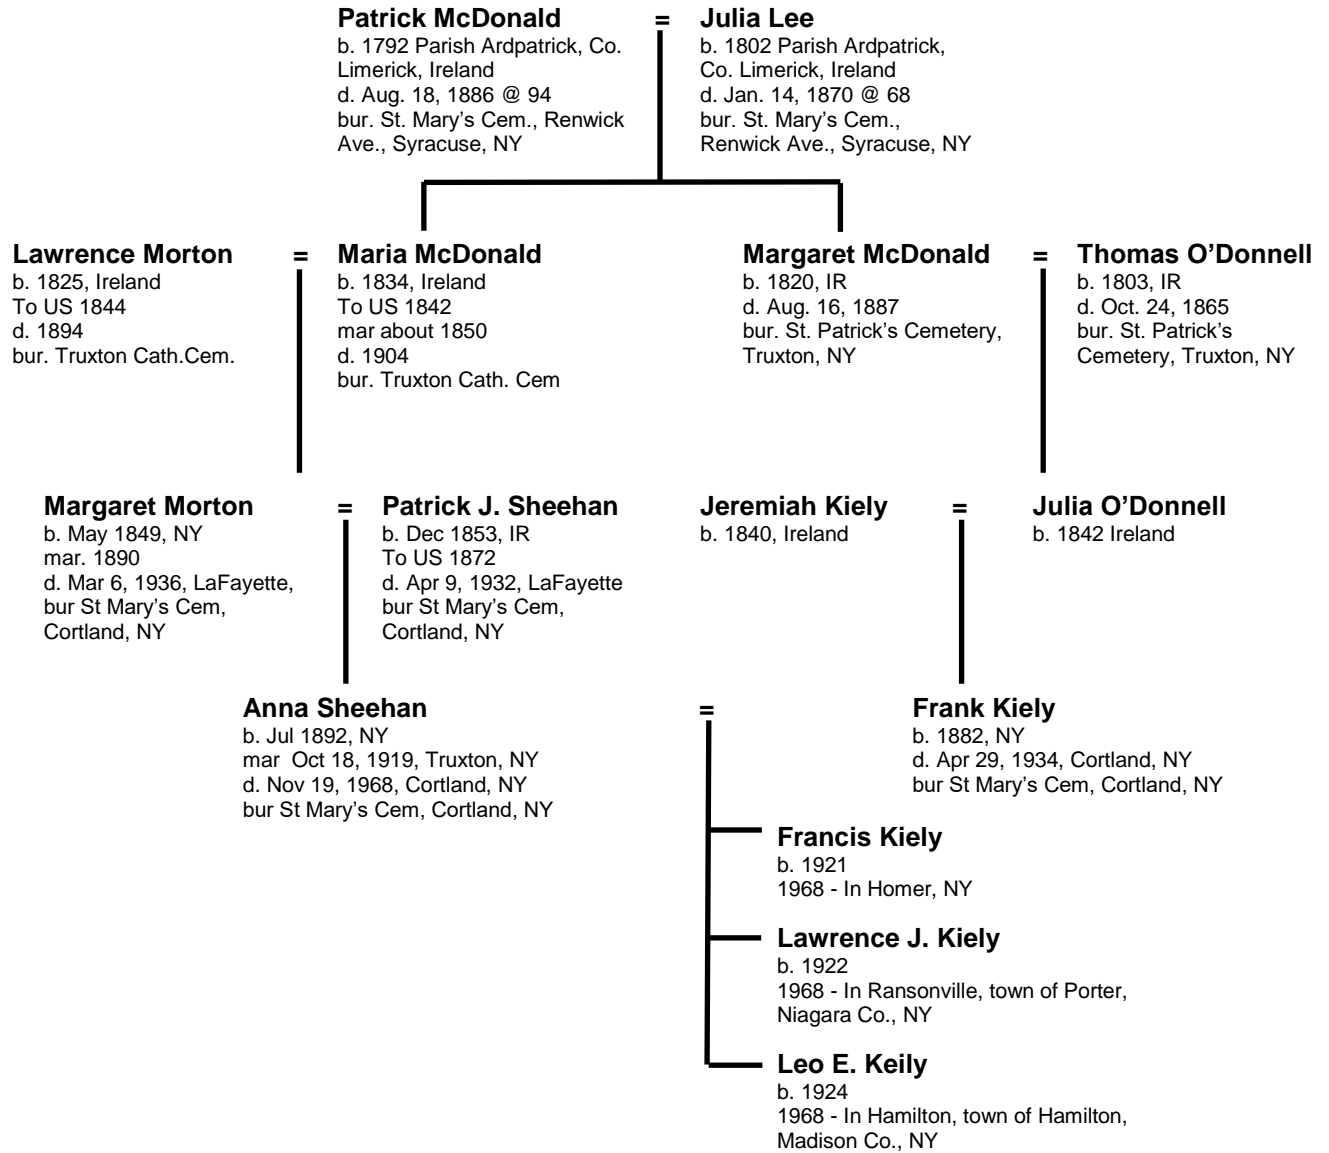 Patrick McDonald = Julia Lee
b. 1792 Parish Ardpatrick, Co.
Limerick, Ireland
d. Aug. 18, 1886 @ 94
bur. St. Mary's Cem., Renwick
Ave., Syracuse, NY
b. 1802 Parish Ardpatrick,
Co. Limerick, Ireland
d. Jan. 14, 1870 @ 68
bur. St. Mary's Cem.,
Renwick Ave., Syracuse, NY
Lawrence Morton = Maria McDonald
b. 1825, Ireland
To US 1844
d. 1894
bur. Truxton Cath.Cem.
b. 1834, Ireland
To US 1842
mar about 1850
d. 1904
bur. Truxton Cath. Cem
Margaret McDonald = Thomas O'Donnell
b. 1820, IR
d. Aug. 16, 1887
bur. St. Patrick's Cemetery,
Truxton, NY
b. 1803, IR
d. Oct. 24, 1865
bur. St. Patrick's
Cemetery, Truxton, NY
Margaret Morton = Patrick J. Sheehan
b. May 1849, NY
mar. 1890
d. Mar 6, 1936, LaFayette,
bur St Mary's Cem,
Cortland, NY
b. Dec 1853, IR
To US 1872
d. Apr 9, 1932, LaFayette
bur St Mary's Cem,
Cortland, NY
Jeremiah Kiely = Julia O'Donnell
b. 1840, Ireland
b. 1842 Ireland
Anna Sheehan = Frank Kiely
b. Jul 1892, NY
mar Oct 18, 1919, Truxton, NY
d. Nov 19, 1968, Cortland, NY
bur St Mary's Cem, Cortland, NY
b. 1882, NY
d. Apr 29, 1934, Cortland, NY
bur St Mary's Cem, Cortland, NY
Francis Kiely
b. 1921
1968 - In Homer, NY
Lawrence J. Kiely
b. 1922
1968 - In Ransonville, town of Porter,
Niagara Co., NY
Leo E. Keily
b. 1924
1968 - In Hamilton, town of Hamilton,
Madison Co., NY